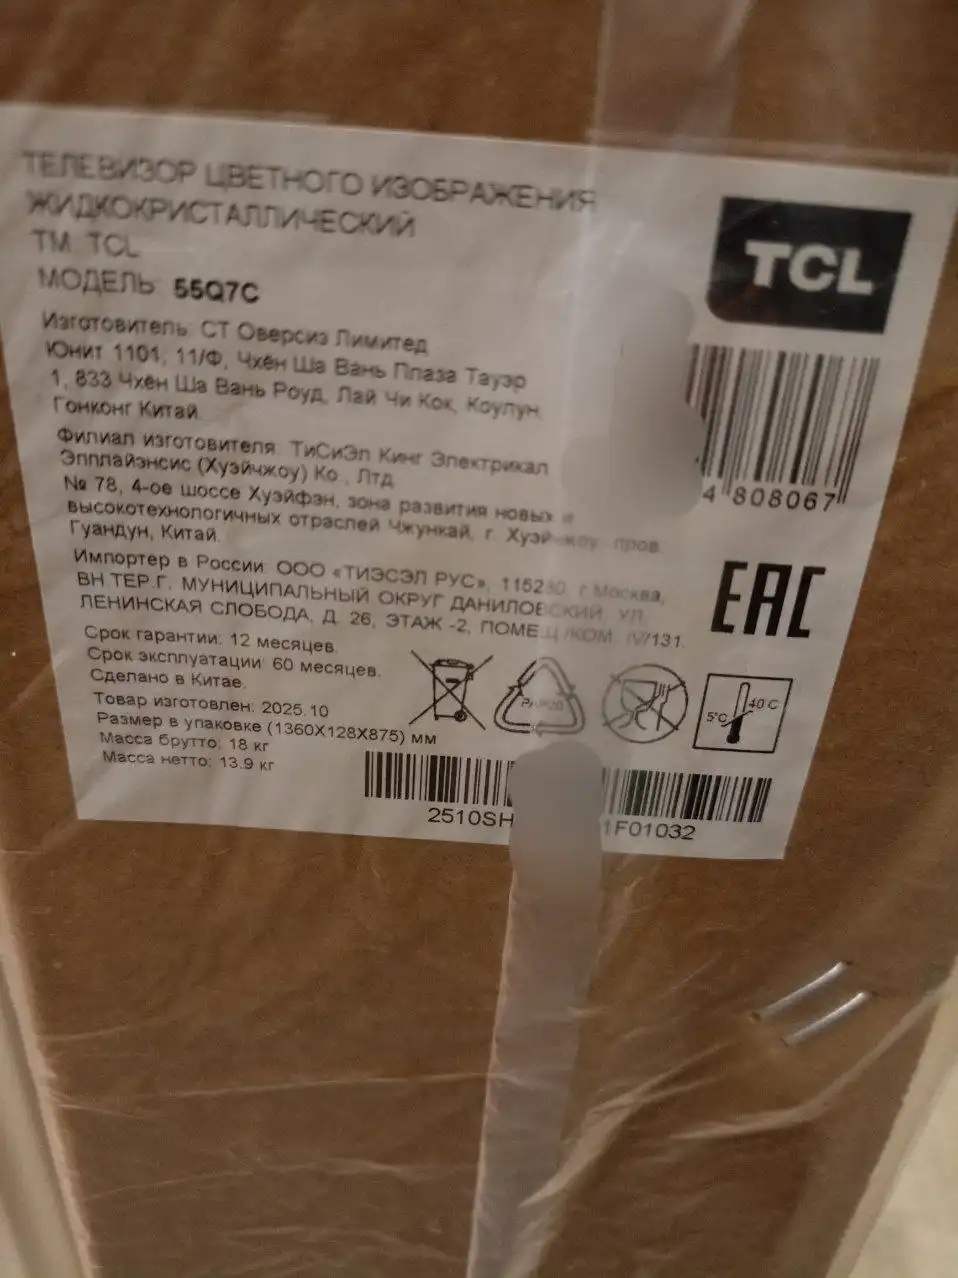 ТЕЛЕВИЗОР ЦВЕТНОГО ИЗОБРАЖЕНИЯ
ЖИДКОКРИСТАЛЛИЧЕСКИЙ
ТМ: TCL
МОДЕЛЬ: 55Q7C
TCL
Изготовитель: СТ Оверсиз Лимитед
Юнит 1101, 11/Ф, Чхён Ша Вань Плаза Тауэр
1, 833 Чхён Ша Вань Роуд, Лай Чи Кок, Коулун,
Гонконг Китай
4 808067
Филиал изготовителя: ТиСиЭл Кинг Электрикал
Эпплайэнсис (Хуэйчжоу) Ко., Лтд
№ 78, 4-ое шоссе Хуэйфэн, зона развития новых и
высокотехнологичных отраслей Чжункай, г. Хуэйчжоу, пров.
Гуандун, Китай.
Импортер в России: ООО «ТИЭСЭЛ РУС», 115280, г Москва,
ВН.ТЕР.Г. МУНИЦИПАЛЬНЫЙ ОКРУГ ДАНИЛОВСКИЙ, УЛ
ЛЕНИНСКАЯ СЛОБОДА, Д. 26, ЭТАЖ -2, ПОМЕЩ./КОМ. IV/131.
EAC
Срок гарантии: 12 месяцев.
Срок эксплуатации: 60 месяцев.
Сделано в Китае.
Товар изготовлен: 2025.10
Размер в упаковке (1360X128X875) мм
Масса брутто: 18 кг
Масса нетто: 13.9 кг
5°C 40°C
2510SH 1F01032